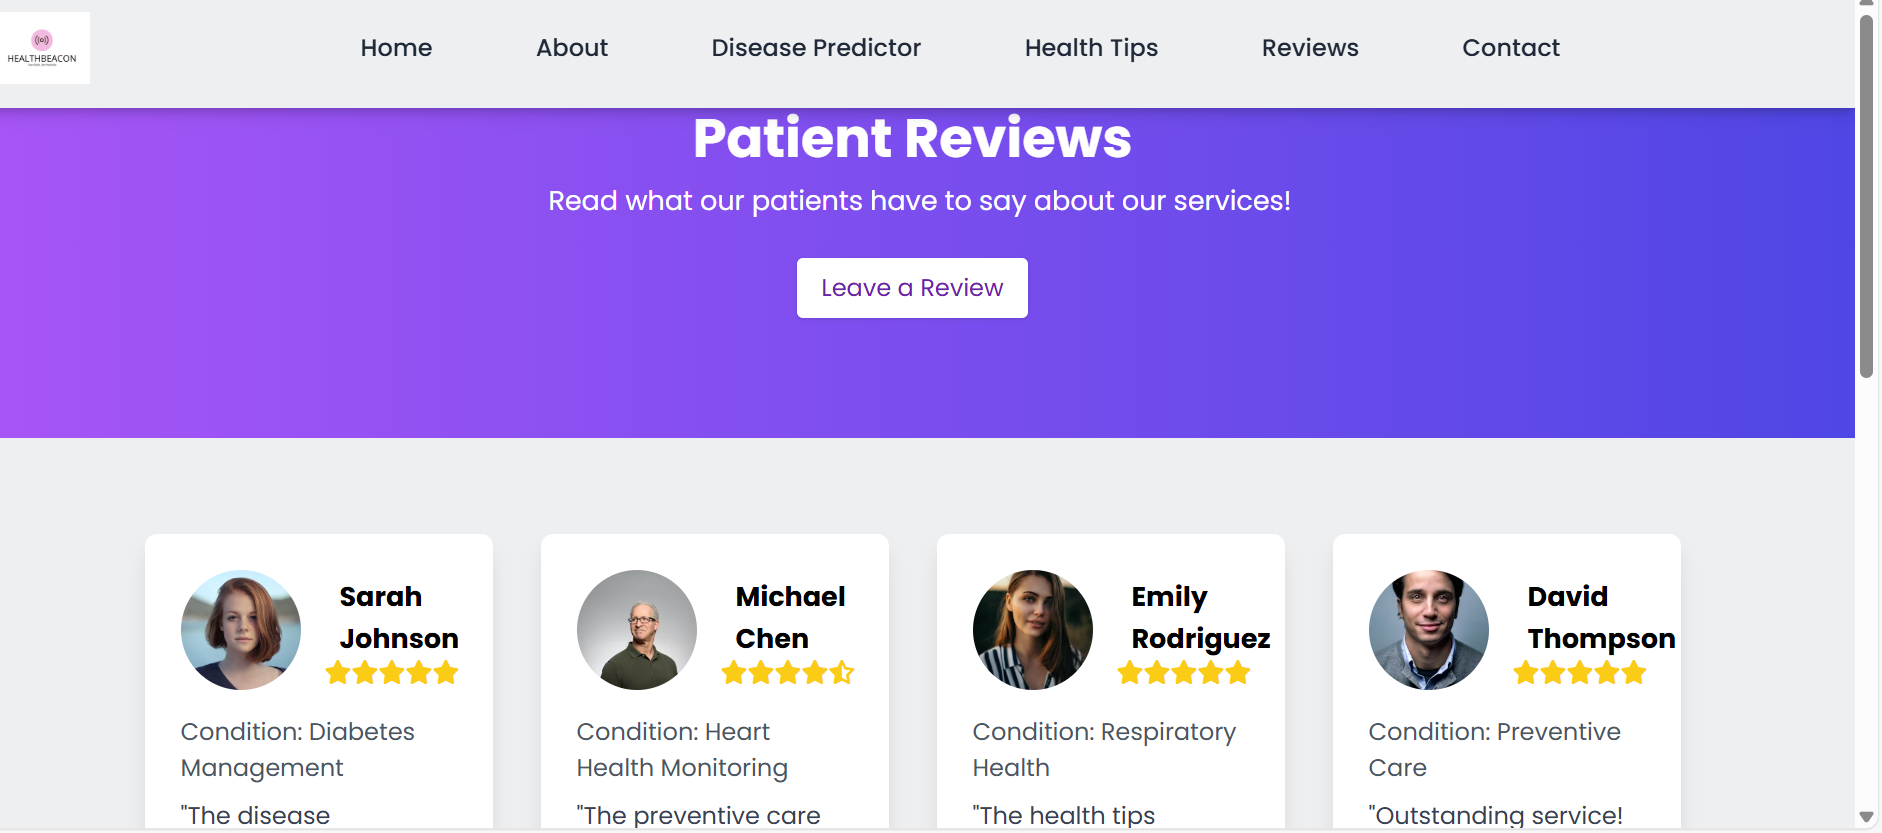 HEALTHBEACON
Home About Disease Predictor Health Tips Reviews Contact
Patient Reviews
Read what our patients have to say about our services!
Leave a Review
Sarah
Johnson
Condition: Diabetes
Management
"The disease
Michael
Chen
Condition: Heart
Health Monitoring
"The preventive care
Emily
Rodriguez
Condition: Respiratory
Health
"The health tips
David
Thompson
Condition: Preventive
Care
"Outstanding service!